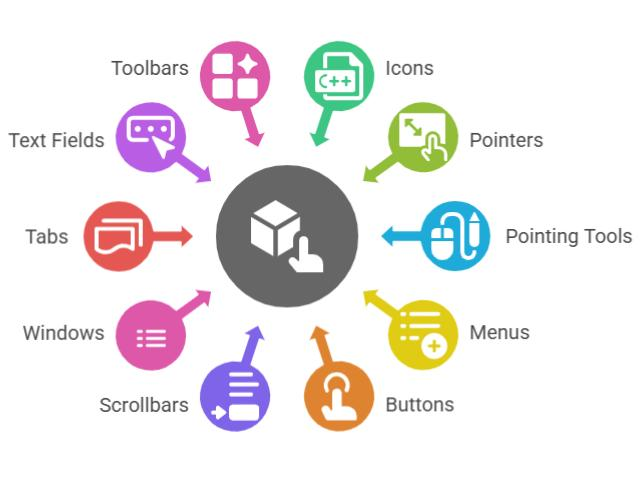 Toolbars
Icons
Text Fields
Pointers
Tabs
Pointing Tools
Windows
Menus
Scrollbars
Buttons
C++